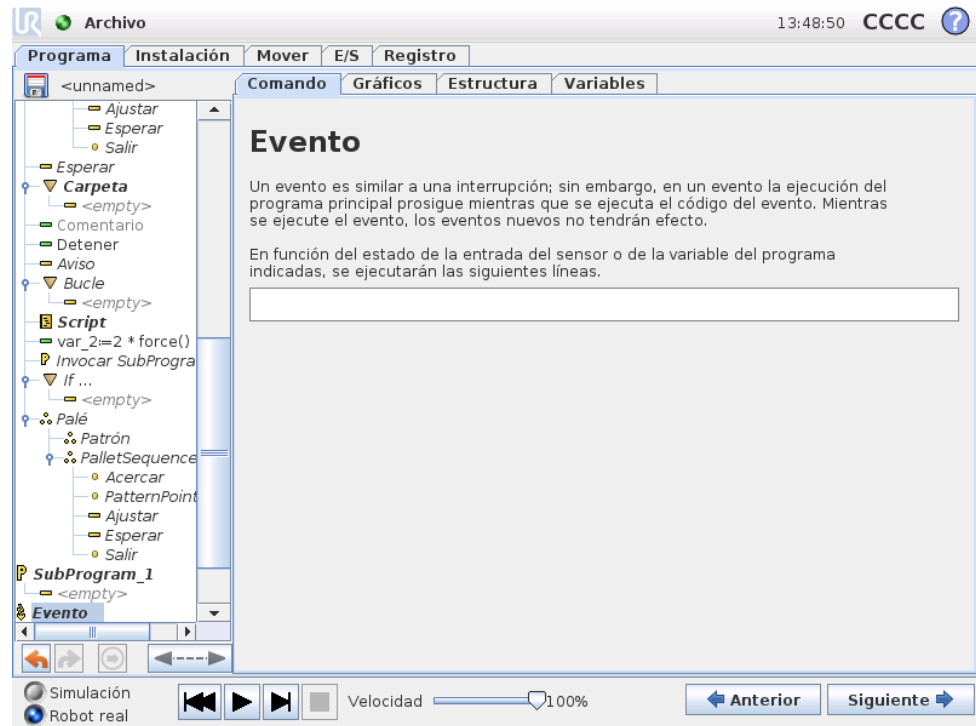 UR Archivo 13:48:50 CCCC ?
Programa Instalación Mover E/S Registro
<unnamed>
Comando Gráficos Estructura Variables
Ajustar
Esperar
Salir
Esperar
Carpeta
<empty>
Comentario
Detener
Aviso
Bucle
<empty>
Script
var_2:=2 * force()
Invocar SubProgra
If ...
<empty>
Palé
Patrón
PalletSequence
Acercar
PatternPoint
Ajustar
Esperar
Salir
SubProgram_1
<empty>
Evento
Evento
Un evento es similar a una interrupción; sin embargo, en un evento la ejecución del
programa principal prosigue mientras que se ejecuta el código del evento. Mientras
se ejecute el evento, los eventos nuevos no tendrán efecto.
En función del estado de la entrada del sensor o de la variable del programa
indicadas, se ejecutarán las siguientes líneas.
Simulación
Robot real
Velocidad 100%
Anterior Siguiente